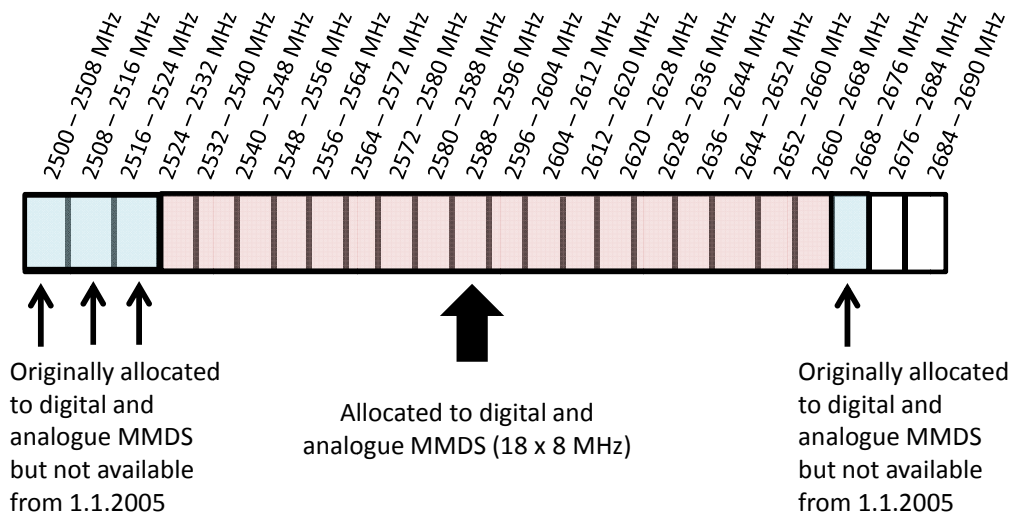 2500 – 2508 MHz
2508 – 2516 MHz
2516 – 2524 MHz
2524 – 2532 MHz
2532 – 2540 MHz
2540 – 2548 MHz
2548 – 2556 MHz
2556 – 2564 MHz
2564 – 2572 MHz
2572 – 2580 MHz
2580 – 2588 MHz
2588 – 2596 MHz
2596 – 2604 MHz
2604 – 2612 MHz
2612 – 2620 MHz
2620 – 2628 MHz
2628 – 2636 MHz
2636 – 2644 MHz
2644 – 2652 MHz
2652 – 2660 MHz
2660 – 2668 MHz
2668 – 2676 MHz
2676 – 2684 MHz
2684 – 2690 MHz
Originally allocated
to digital and
analogue MMDS
but not available
from 1.1.2005
Allocated to digital and
analogue MMDS (18 x 8 MHz)
Originally allocated
to digital and
analogue MMDS
but not available
from 1.1.2005